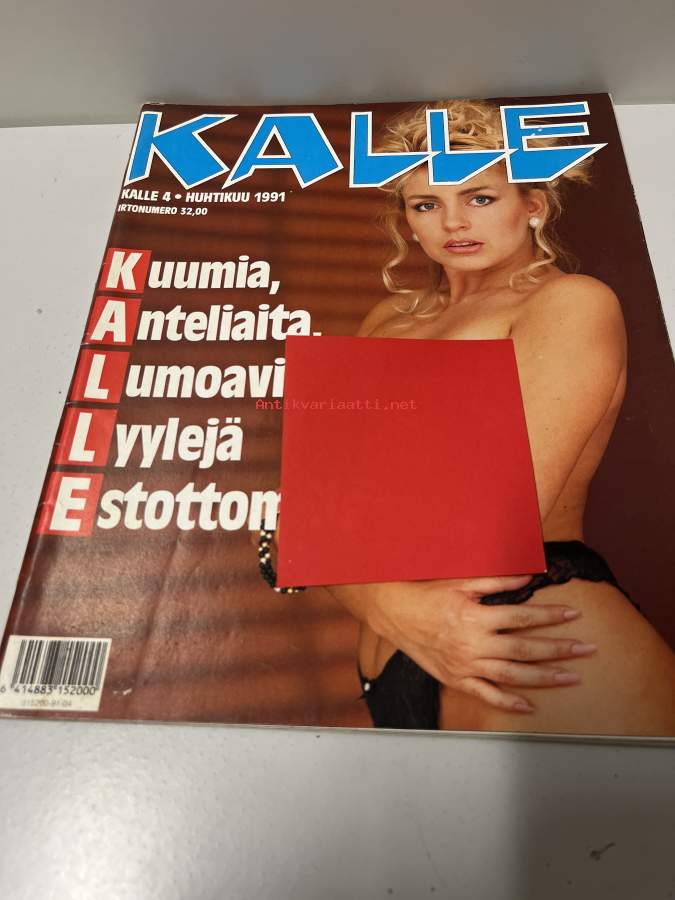 KALLE
KALLE 4 • HUHTIKUU 1991
IRTONUMERO 32,00
Kuumia,
Anteliaita,
Lumoavi
Antikvariaatti.net
Lyylejä
Estottom
6 414883 152000